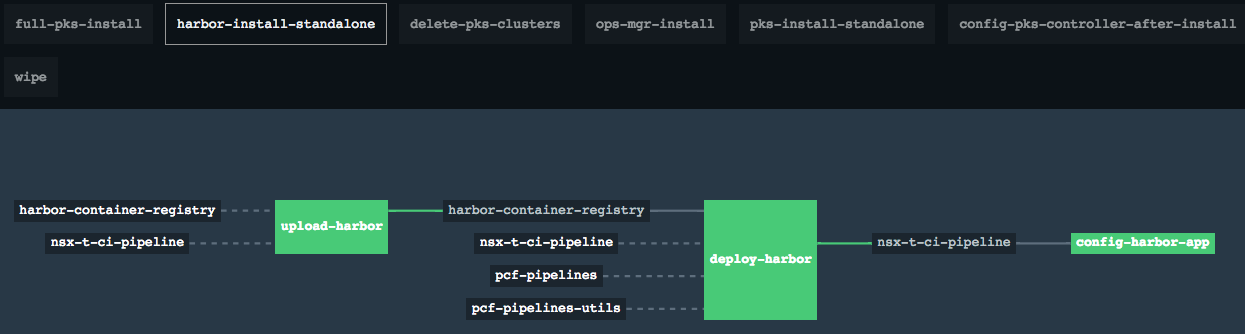 full-pks-install harbor-install-standalone delete-pks-clusters ops-mgr-install pks-install-standalone config-pks-controller-after-install
wipe
harbor-container-registry
nsx-t-ci-pipeline
upload-harbor
harbor-container-registry
nsx-t-ci-pipeline
pcf-pipelines
pcf-pipelines-utils
deploy-harbor
nsx-t-ci-pipeline
config-harbor-app